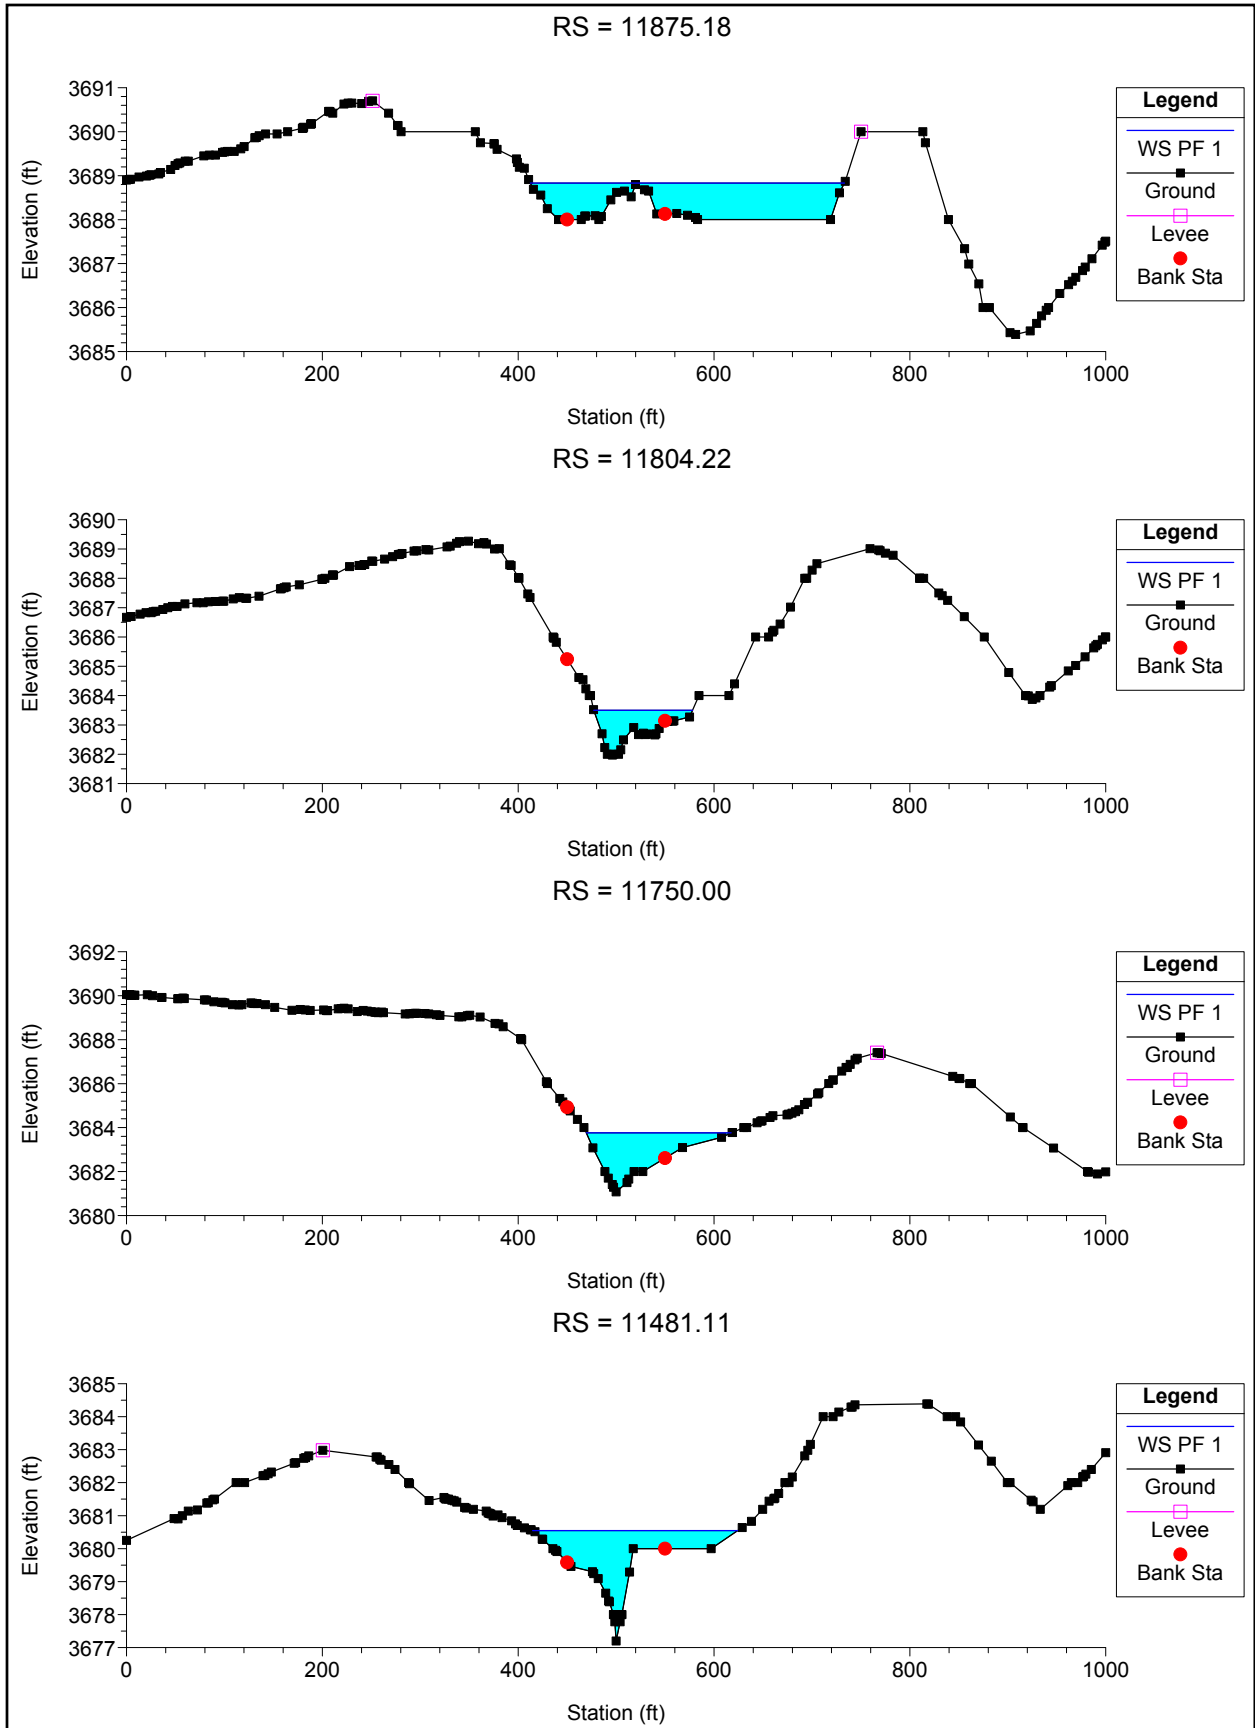 RS = 11875.18
3691
3690
3689
3688
3687
3686
3685
Elevation (ft)
0 200 400 600 800 1000
Station (ft)
Legend
WS PF 1
Ground
Levee
Bank Sta
RS = 11804.22
3690
3689
3688
3687
3686
3685
3684
3683
3682
3681
Elevation (ft)
0 200 400 600 800 1000
Station (ft)
Legend
WS PF 1
Ground
Bank Sta
RS = 11750.00
3692
3690
3688
3686
3684
3682
3680
Elevation (ft)
0 200 400 600 800 1000
Station (ft)
Legend
WS PF 1
Ground
Levee
Bank Sta
RS = 11481.11
3685
3684
3683
3682
3681
3680
3679
3678
3677
Elevation (ft)
0 200 400 600 800 1000
Station (ft)
Legend
WS PF 1
Ground
Levee
Bank Sta